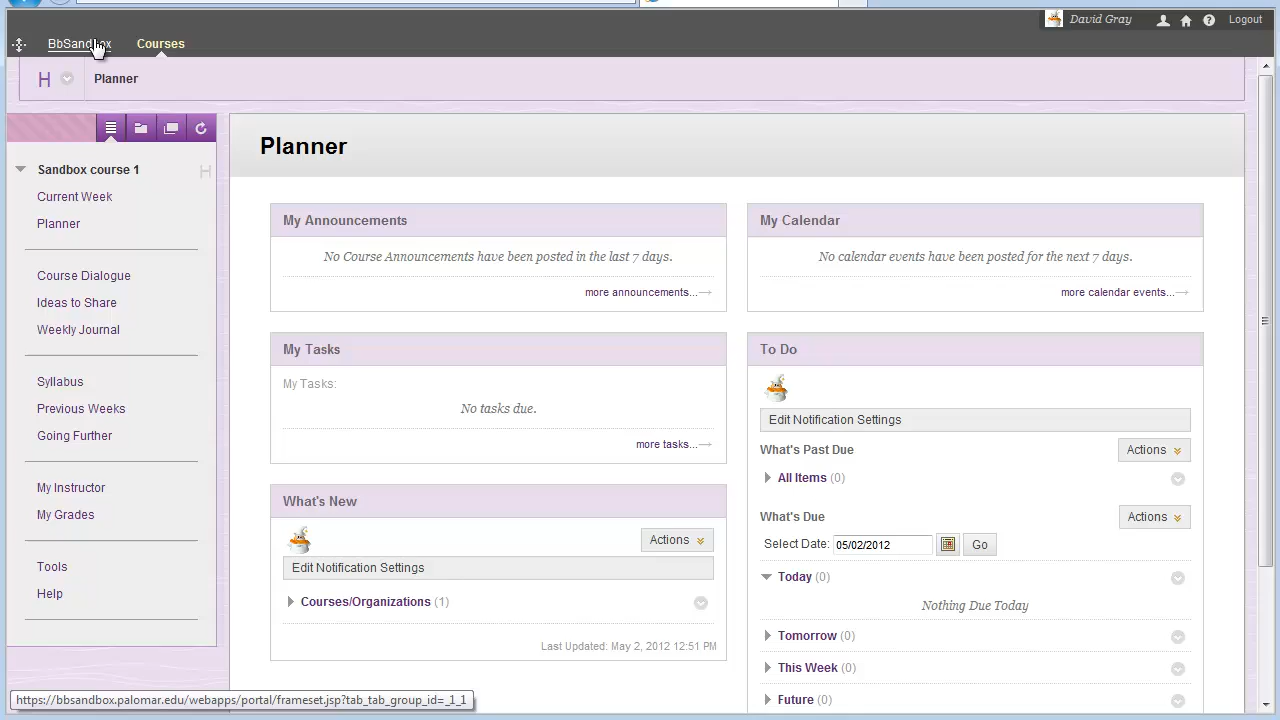 David Gray
Logout
BbSandbox
Courses
H
Planner
Sandbox course 1
Current Week
Planner
Course Dialogue
Ideas to Share
Weekly Journal
Syllabus
Previous Weeks
Going Further
My Instructor
My Grades
Tools
Help
Planner
My Announcements
No Course Announcements have been posted in the last 7 days.
more announcements...
My Tasks
My Tasks:
No tasks due.
more tasks...
What's New
Actions
Edit Notification Settings
Courses/Organizations (1)
Last Updated: May 2, 2012 12:51 PM
My Calendar
No calendar events have been posted for the next 7 days.
more calendar events...
To Do
Edit Notification Settings
What's Past Due
Actions
All Items (0)
What's Due
Actions
Select Date: 05/02/2012 Go
Today (0)
Nothing Due Today
Tomorrow (0)
This Week (0)
Future (0)
https://bbsandbox.palomar.edu/webapps/portal/frameset.jsp?tab_tab_group_id=_1_1